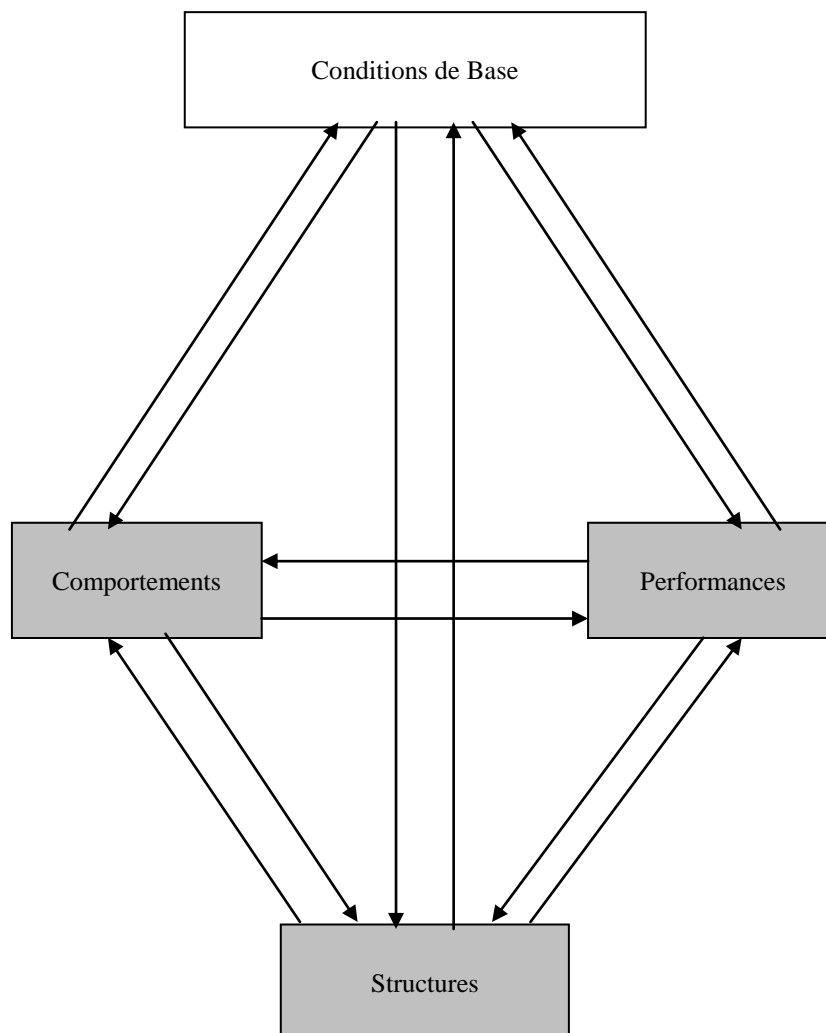 Conditions de Base
Comportements
Performances
Structures